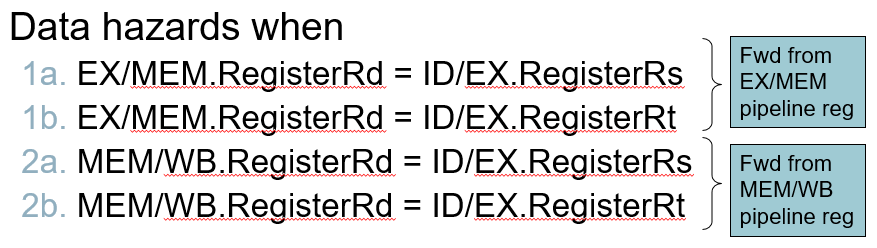 Data hazards when
1a. EX/MEM.RegisterRd = ID/EX.RegisterRs
1b. EX/MEM.RegisterRd = ID/EX.RegisterRt
2a. MEM/WB.RegisterRd = ID/EX.RegisterRs
2b. MEM/WB.RegisterRd = ID/EX.RegisterRt
Fwd from
EX/MEM
pipeline reg
Fwd from
MEM/WB
pipeline reg